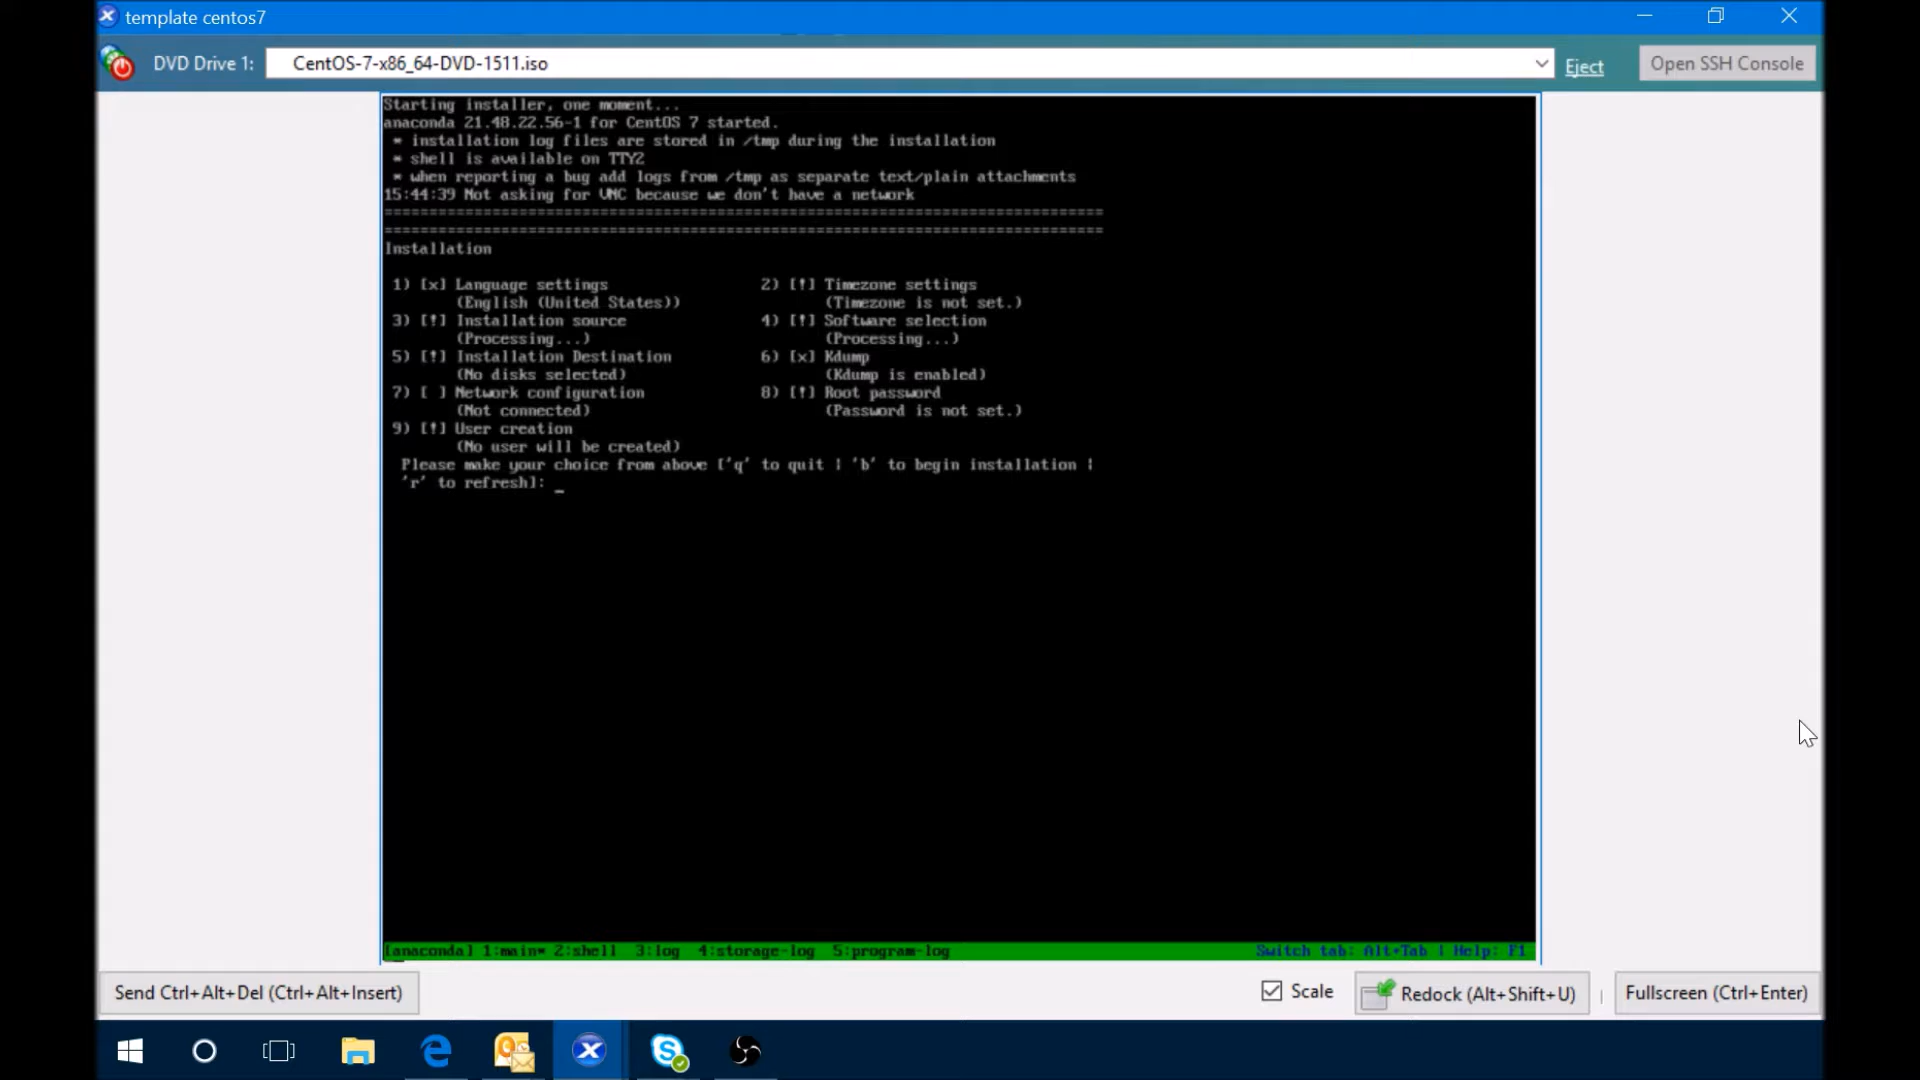 template centos7
DVD Drive 1: CentOS-7-x86_64-DVD-1511.iso Eject Open SSH Console
Starting installer, one moment...
anaconda 21.48.22.56-1 for CentOS 7 started.
* installation log files are stored in /tmp during the installation
* shell is available on TTY2
* when reporting a bug add logs from /tmp as separate text/plain attachments
15:44:39 Not asking for VNC because we don't have a network
================================================================================
================================================================================
Installation
1) [x] Language settings 2) [!] Timezone settings
(English (United States)) (Timezone is not set.)
3) [!] Installation source 4) [!] Software selection
(Processing...) (Processing...)
5) [!] Installation Destination 6) [x] Kdump
(No disks selected) (Kdump is enabled)
7) [ ] Network configuration 8) [!] Root password
(Not connected) (Password is not set.)
9) [!] User creation
(No user will be created)
Please make your choice from above ['q' to quit | 'b' to begin installation |
'r' to refresh]: _
[anaconda] 1:main* 2:shell 3:log 4:storage-log 5:program-log Switch tab: Alt+Tab | Help: F1
Send Ctrl+Alt+Del (Ctrl+Alt+Insert) Scale Redock (Alt+Shift+U) Fullscreen (Ctrl+Enter)